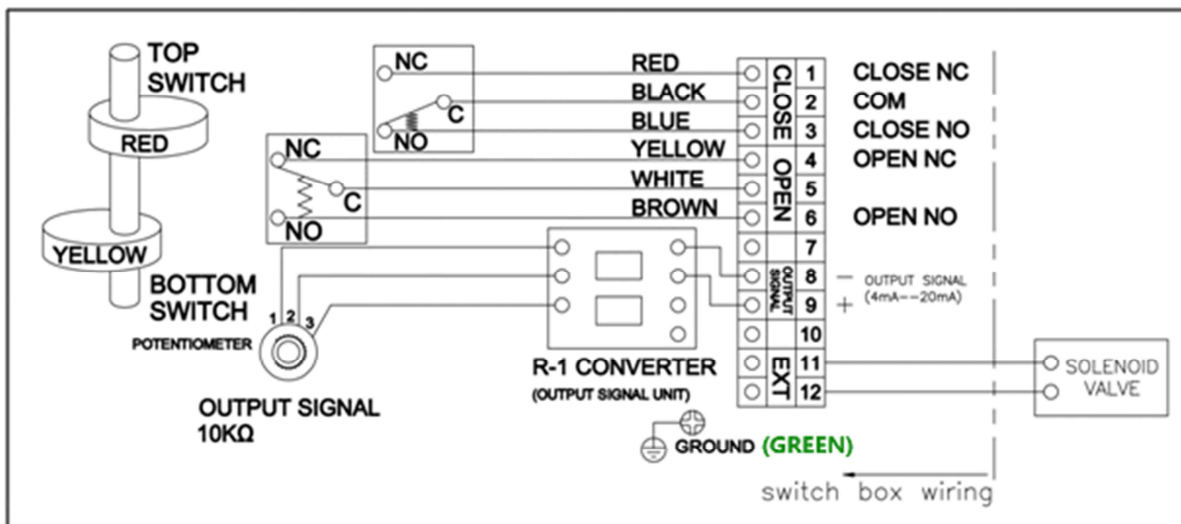 TOP
SWITCH
RED
YELLOW
BOTTOM
SWITCH
NC
C
NO
NC
C
NO
RED
BLACK
BLUE
YELLOW
WHITE
BROWN
CLOSE
OPEN
OUTPUT
SIGNAL
EXT
1 CLOSE NC
2 COM
3 CLOSE NO
4 OPEN NC
5
6 OPEN NO
7
8 −
9 +
10
11
12
OUTPUT SIGNAL
(4mA--20mA)
1 2 3
POTENTIOMETER
OUTPUT SIGNAL
10KΩ
R-1 CONVERTER
(OUTPUT SIGNAL UNIT)
GROUND (GREEN)
SOLENOID
VALVE
switch box wiring